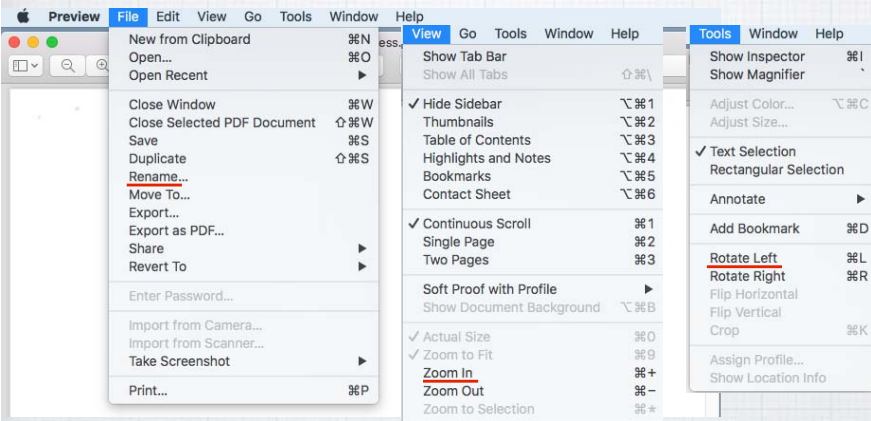 Preview File Edit View Go Tools Window Help
New from Clipboard ⌘N
Open... ⌘O
Open Recent ▶
Close Window ⌘W
Close Selected PDF Document ⇧⌘W
Save ⌘S
Duplicate ⇧⌘S
Rename...
Move To...
Export...
Export as PDF...
Share ▶
Revert To ▶
Enter Password...
Import from Camera...
Import from Scanner...
Take Screenshot ▶
Print... ⌘P
ess.
View Go Tools Window Help
Show Tab Bar
Show All Tabs ⇧⌘\
✓ Hide Sidebar ⌥⌘1
Thumbnails ⌥⌘2
Table of Contents ⌥⌘3
Highlights and Notes ⌥⌘4
Bookmarks ⌥⌘5
Contact Sheet ⌥⌘6
✓ Continuous Scroll ⌘1
Single Page ⌘2
Two Pages ⌘3
Soft Proof with Profile ▶
Show Document Background ⌥⌘B
✓ Actual Size ⌘0
✓ Zoom to Fit ⌘9
Zoom In ⌘+
Zoom Out ⌘−
Zoom to Selection ⌘*
Tools Window Help
Show Inspector ⌘I
Show Magnifier `
Adjust Color... ⌥⌘C
Adjust Size...
✓ Text Selection
Rectangular Selection
Annotate ▶
Add Bookmark ⌘D
Rotate Left ⌘L
Rotate Right ⌘R
Flip Horizontal
Flip Vertical
Crop ⌘K
Assign Profile...
Show Location Info